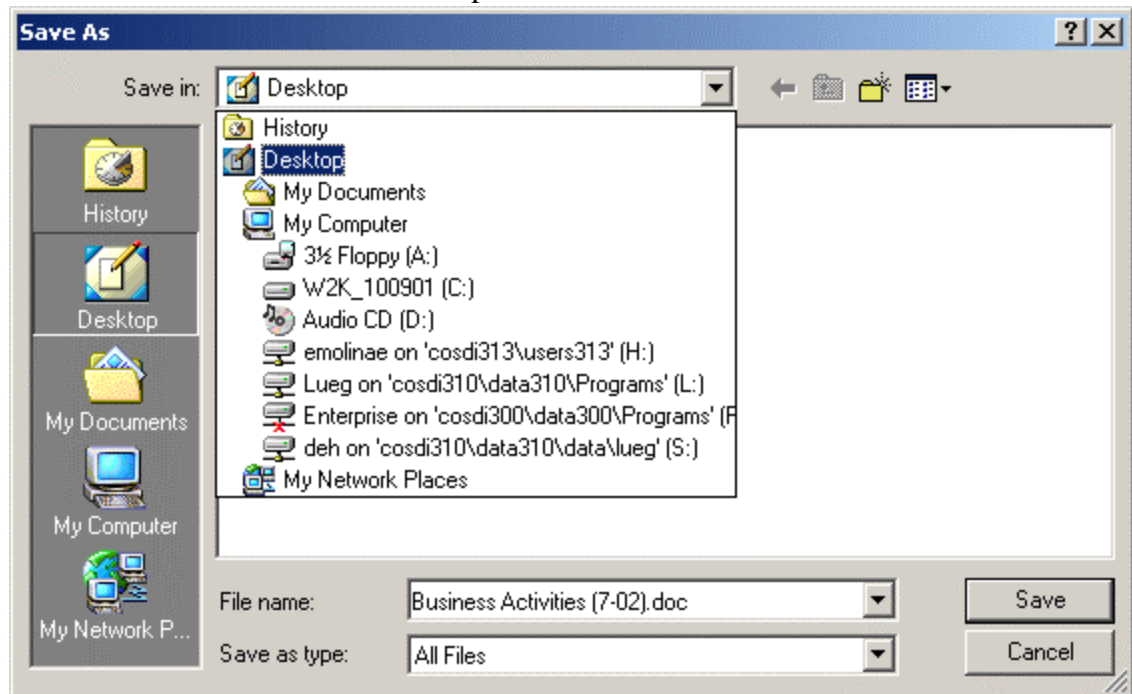 Save As
Save in: Desktop
History
Desktop
My Documents
My Computer
3½ Floppy (A:)
W2K_100901 (C:)
Audio CD (D:)
emolinae on 'cosdi313\users313' (H:)
Lueg on 'cosdi310\data310\Programs' (L:)
Enterprise on 'cosdi300\data300\Programs' (F
deh on 'cosdi310\data310\data\lueg' (S:)
My Network Places
History
Desktop
My Documents
My Computer
My Network P...
File name: Business Activities (7-02).doc Save
Save as type: All Files Cancel